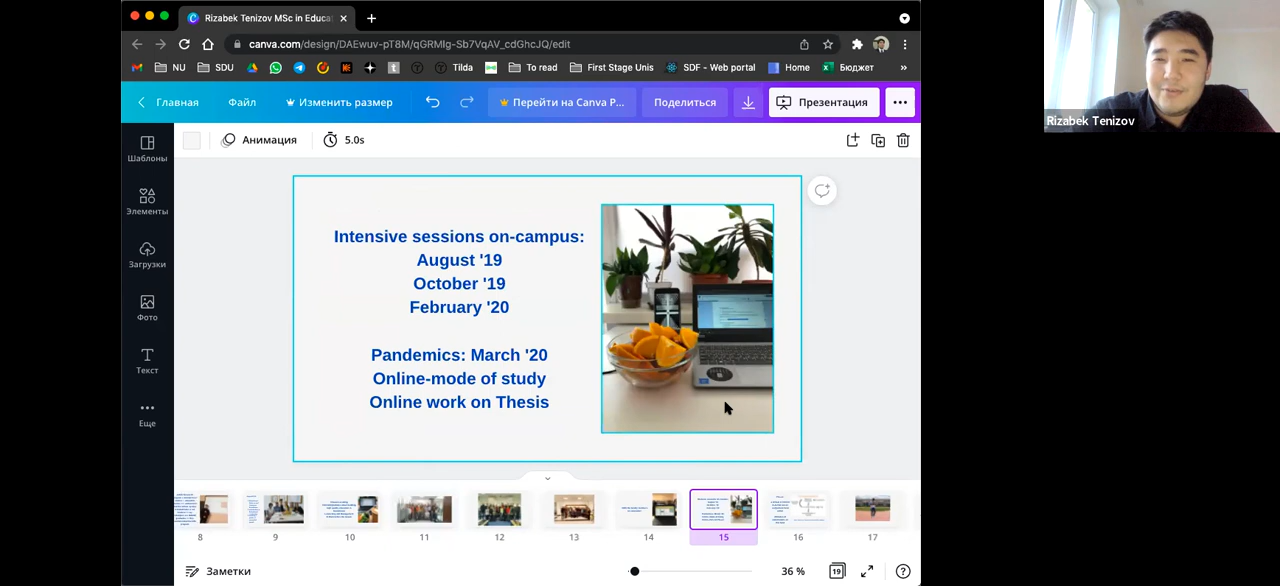 Rizabek Tenizov MSc in Educa
canva.com/design/DAEwuv-pT8M/qGRMIg-Sb7VqAV_cdGhcJQ/edit
NU
SDU
Tilda
To read
First Stage Unis
SDF - Web portal
Home
Бюджет
»
Главная
Файл
Изменить размер
Перейти на Canva P...
Поделиться
Презентация
Rizabek Tenizov
Анимация
5.0s
Шаблоны
Элементы
Загрузки
Фото
Текст
Еще
Intensive sessions on-campus:
August '19
October '19
February '20
Pandemics: March '20
Online-mode of study
Online work on Thesis
8
9
10
11
12
13
14
15
16
17
Заметки
36 %
19